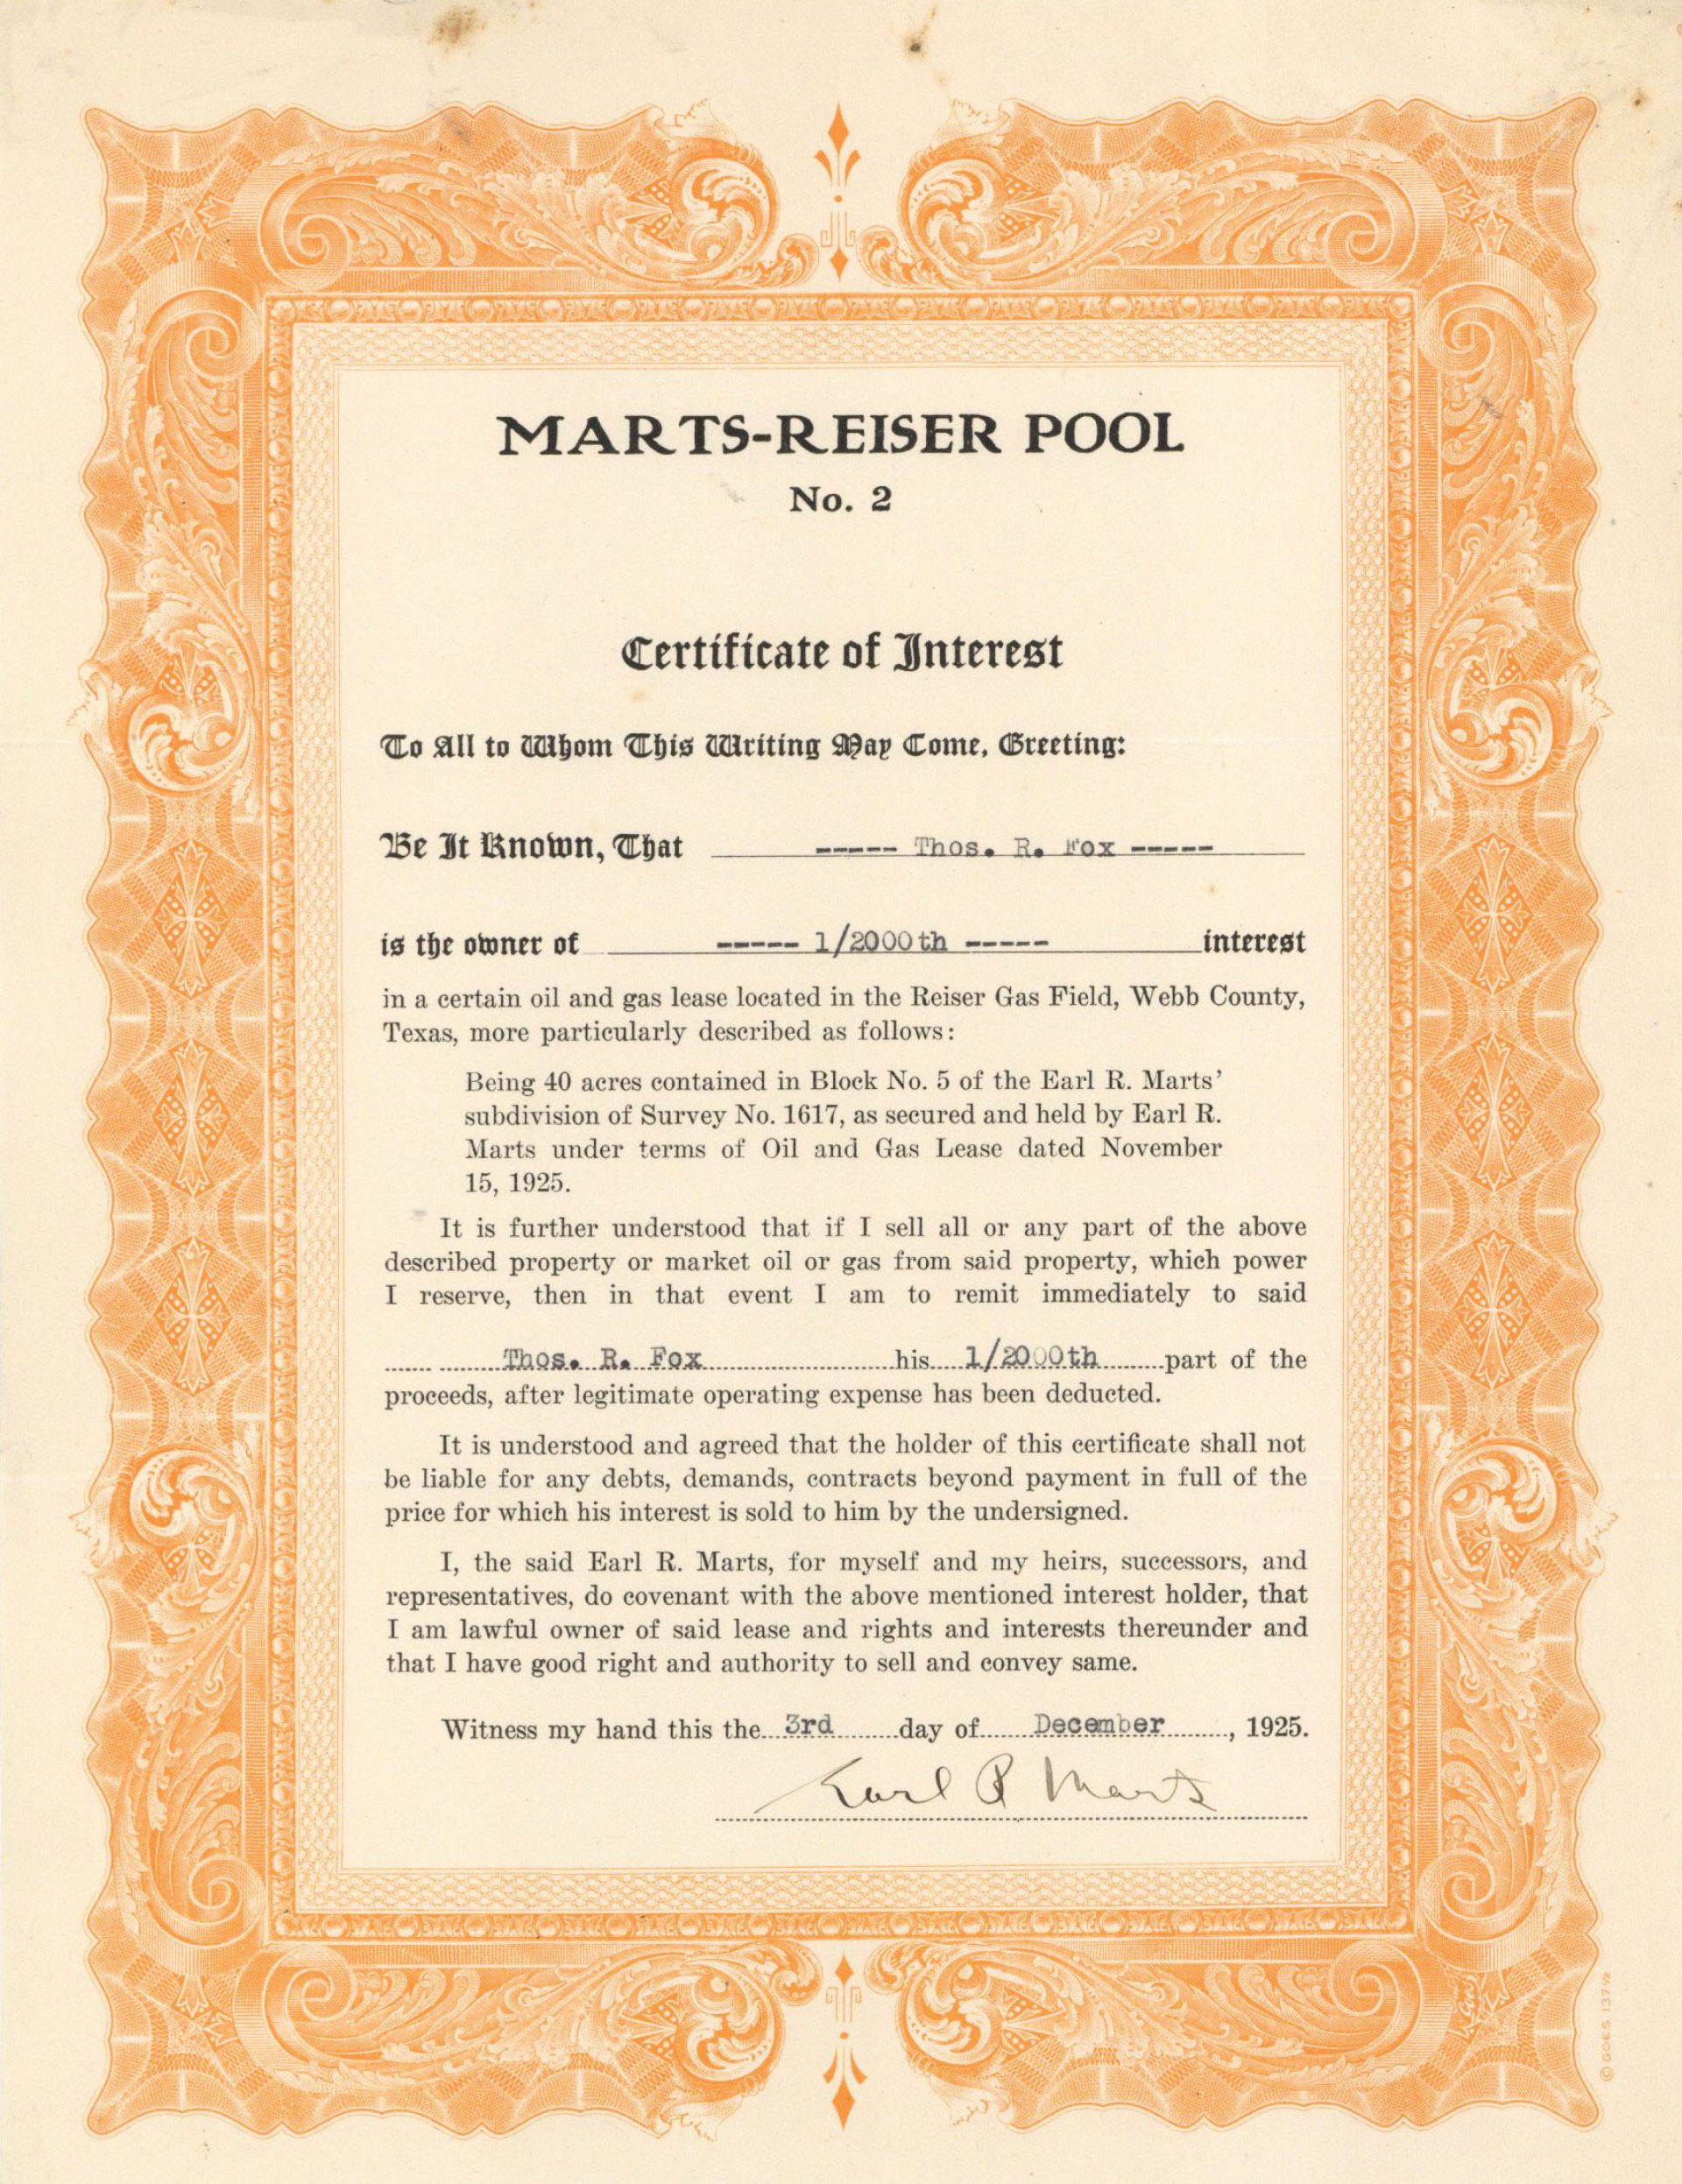 MARTS-REISER POOL
No. 2
Certificate of Interest
To All to Whom This Writing May Come, Greeting:
Be It Known, That ----- Thos. R. Fox -----
is the owner of ----- 1/2000th ----- interest
in a certain oil and gas lease located in the Reiser Gas Field, Webb County,
Texas, more particularly described as follows:
Being 40 acres contained in Block No. 5 of the Earl R. Marts'
subdivision of Survey No. 1617, as secured and held by Earl R.
Marts under terms of Oil and Gas Lease dated November
15, 1925.
It is further understood that if I sell all or any part of the above
described property or market oil or gas from said property, which power
I reserve, then in that event I am to remit immediately to said
Thos. R. Fox his 1/2000th part of the
proceeds, after legitimate operating expense has been deducted.
It is understood and agreed that the holder of this certificate shall not
be liable for any debts, demands, contracts beyond payment in full of the
price for which his interest is sold to him by the undersigned.
I, the said Earl R. Marts, for myself and my heirs, successors, and
representatives, do covenant with the above mentioned interest holder, that
I am lawful owner of said lease and rights and interests thereunder and
that I have good right and authority to sell and convey same.
Witness my hand this the 3rd day of December, 1925.
Earl R Marts
© GOES 137½